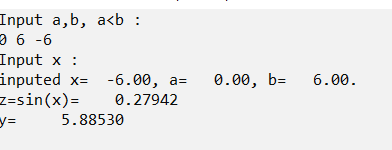 Input a,b, a<b :
0 6 -6
Input x :
inputed x=  -6.00, a=   0.00, b=   6.00.
z=sin(x)=    0.27942
y=     5.88530